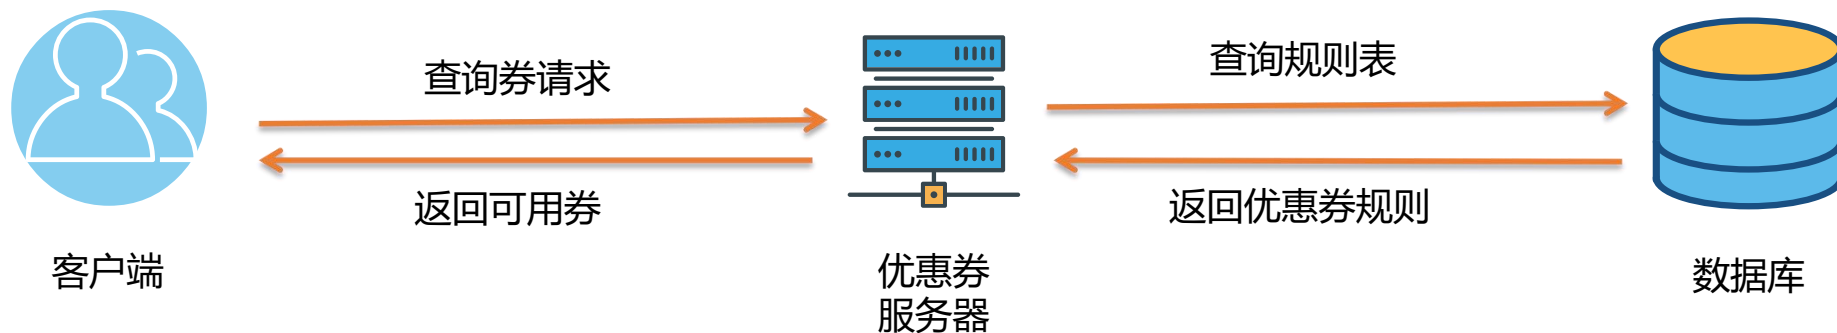 查询券请求
查询规则表
返回可用券
返回优惠券规则
客户端
优惠券
服务器
数据库